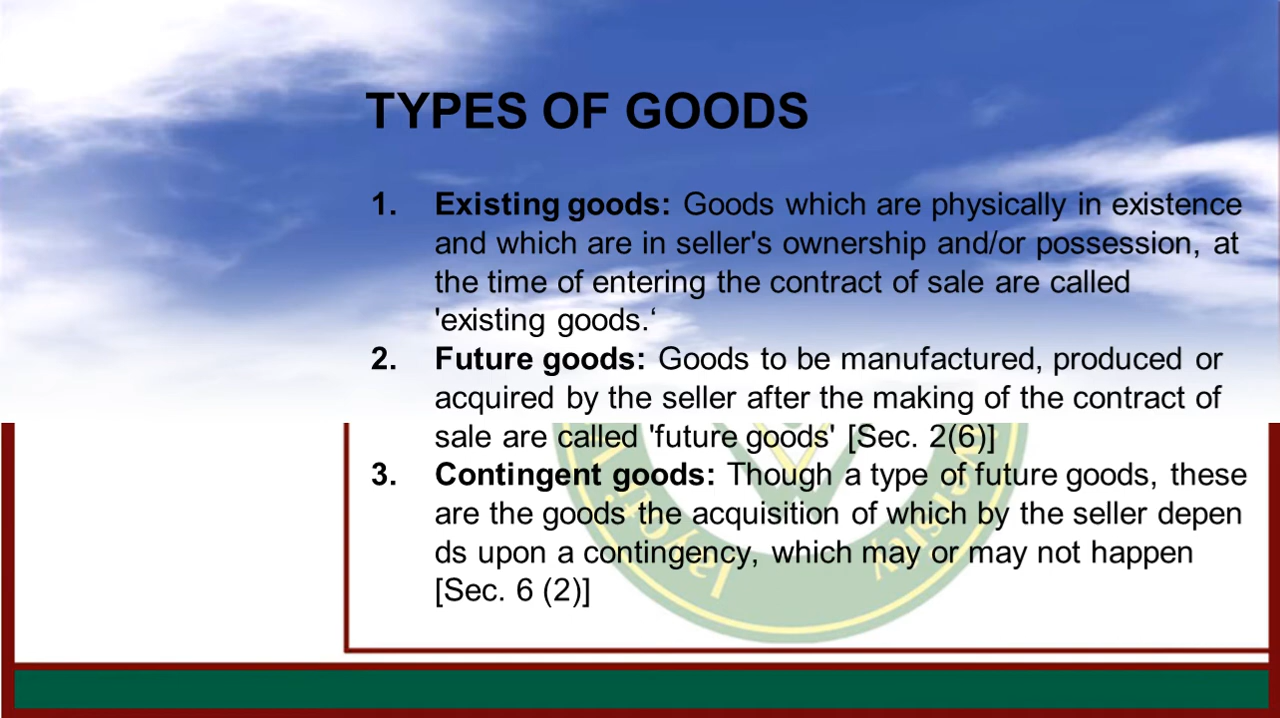 TYPES OF GOODS
1. Existing goods: Goods which are physically in existence
and which are in seller's ownership and/or possession, at
the time of entering the contract of sale are called
'existing goods.‘
2. Future goods: Goods to be manufactured, produced or
acquired by the seller after the making of the contract of
sale are called 'future goods' [Sec. 2(6)]
3. Contingent goods: Though a type of future goods, these
are the goods the acquisition of which by the seller depen
ds upon a contingency, which may or may not happen
[Sec. 6 (2)]